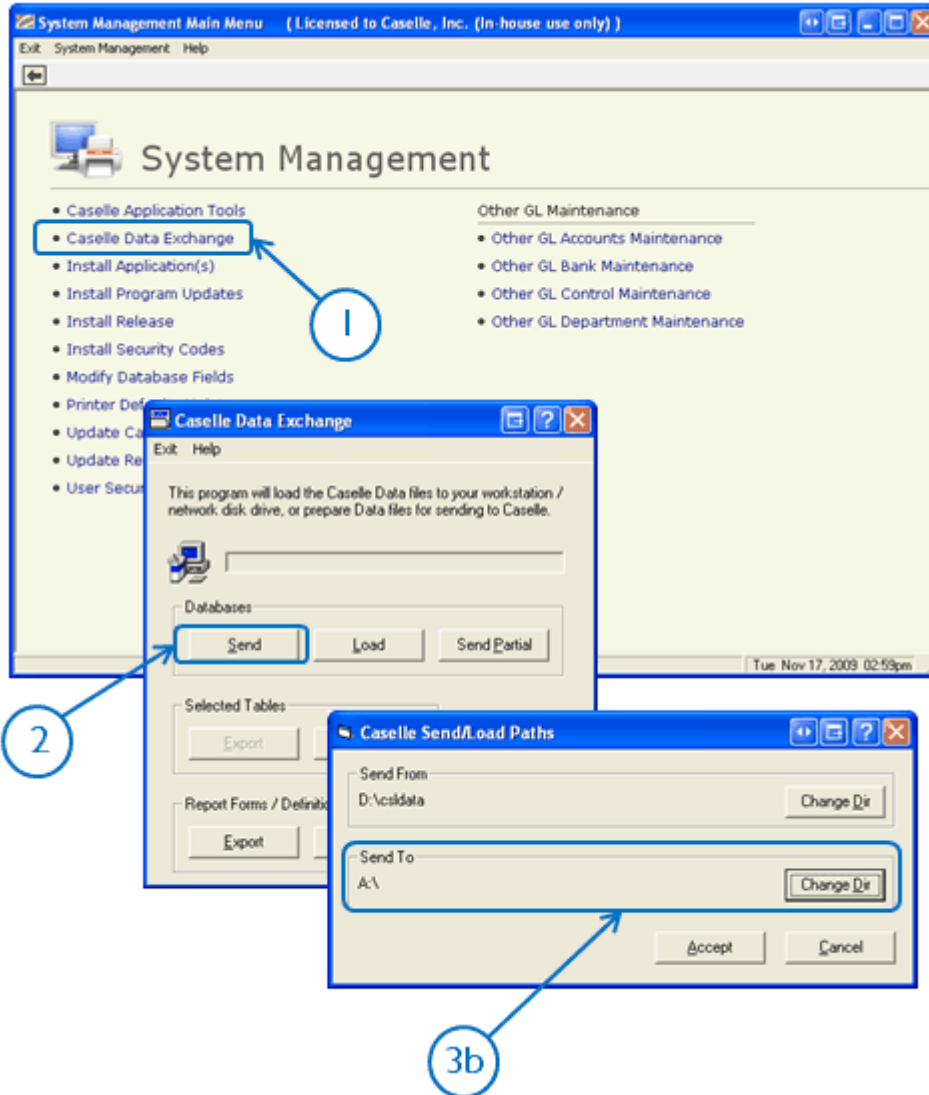 System Management Main Menu ( Licensed to Caselle, Inc. (In-house use only) )
Exit System Management Help
System Management
• Caselle Application Tools
• Caselle Data Exchange
• Install Application(s)
• Install Program Updates
• Install Release
• Install Security Codes
• Modify Database Fields
• Printer Def
• Update Ca
• Update Re
• User Secur
Other GL Maintenance
• Other GL Accounts Maintenance
• Other GL Bank Maintenance
• Other GL Control Maintenance
• Other GL Department Maintenance
1
Tue Nov 17, 2009 02:59pm
Caselle Data Exchange
Exit Help
This program will load the Caselle Data files to your workstation /
network disk drive, or prepare Data files for sending to Caselle.
Databases
Send Load Send Partial
2
Selected Tables
Export
Report Forms / Definitio
Export
Caselle Send/Load Paths
Send From
D:\csldata Change Dir
Send To
A:\ Change Dir
Accept Cancel
3b